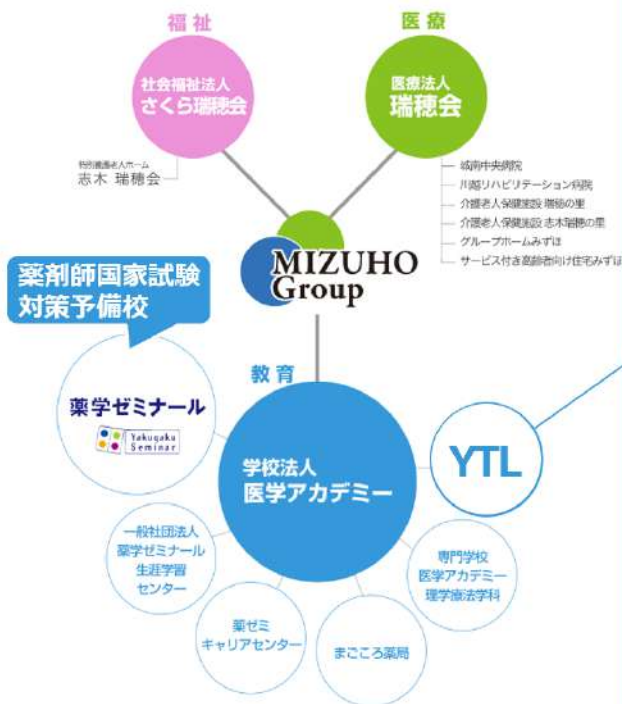 福祉
社会福祉法人
さくら瑞穂会
特別養護老人ホーム
志木 瑞穂会
医療
医療法人
瑞穂会
城南中央病院
川越リハビリテーション病院
介護老人保健施設 瑞穂の里
介護老人保健施設 志木瑞穂の里
グループホームみずほ
サービス付き高齢者向け住宅みずほ
MIZUHO
Group
薬剤師国家試験
対策予備校
薬学ゼミナール
Yakugaku
Seminar
教育
学校法人
医学アカデミー
YTL
一般社団法人
薬学ゼミナール
生涯学習
センター
薬ゼミ
キャリアセンター
まごころ薬局
専門学校
医学アカデミー
理学療法学科